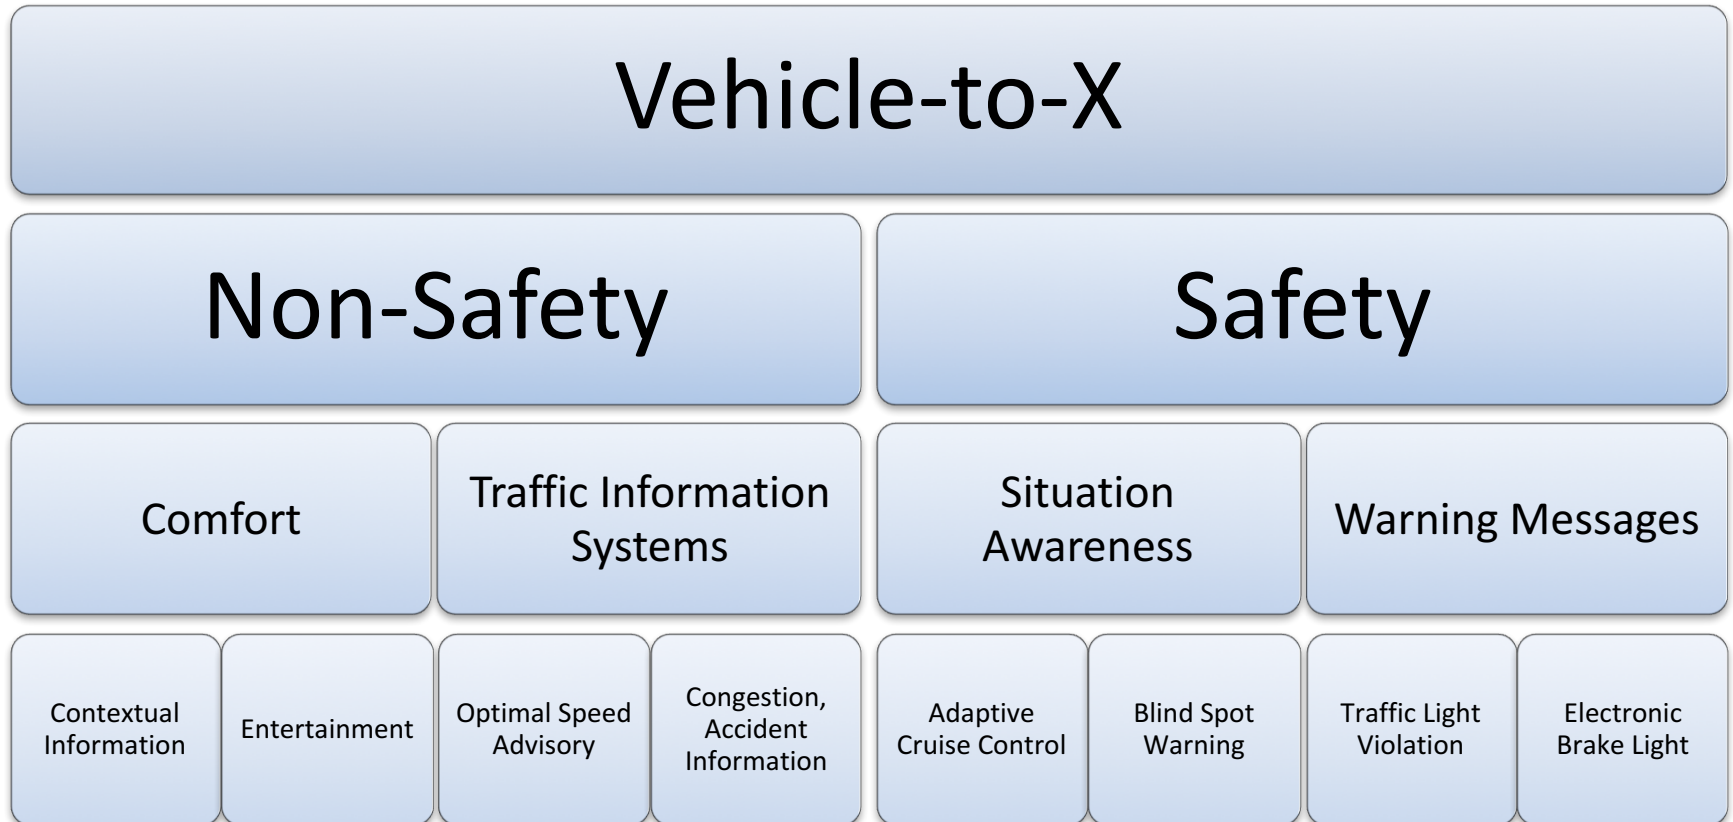 Vehicle-to-X
Non-Safety
Safety
Comfort
Traffic Information
Systems
Situation
Awareness
Warning Messages
Contextual
Information
Entertainment
Optimal Speed
Advisory
Congestion,
Accident
Information
Adaptive
Cruise Control
Blind Spot
Warning
Traffic Light
Violation
Electronic
Brake Light